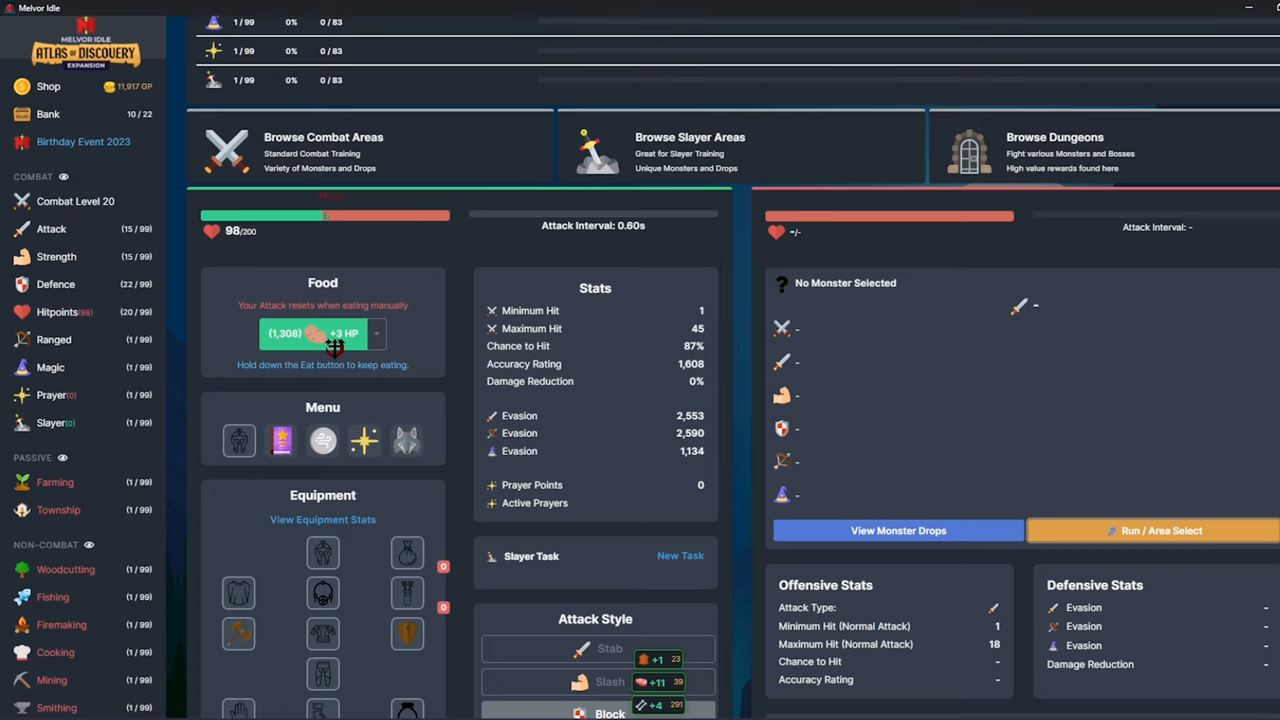 Melvor Idle
MELVOR IDLE
ATLAS OF DISCOVERY
EXPANSION
Shop 11,917 GP
Bank 10 / 22
Birthday Event 2023
COMBAT
Combat Level 20
Attack (15 / 99)
Strength (15 / 99)
Defence (22 / 99)
Hitpoints(98) (20 / 99)
Ranged (1 / 99)
Magic (1 / 99)
Prayer(0) (1 / 99)
Slayer(0) (1 / 99)
PASSIVE
Farming (1 / 99)
Township (1 / 99)
NON-COMBAT
Woodcutting (1 / 99)
Fishing (1 / 99)
Firemaking (1 / 99)
Cooking (1 / 99)
Mining (1 / 99)
Smithing (1 / 99)
1 / 99 0% 0 / 83
1 / 99 0% 0 / 83
1 / 99 0% 0 / 83
Browse Combat Areas
Standard Combat Training
Variety of Monsters and Drops
Browse Slayer Areas
Great for Slayer Training
Unique Monsters and Drops
Browse Dungeons
Fight various Monsters and Bosses
High value rewards found here
98/200
Attack Interval: 0.60s
Food
Your Attack resets when eating manually
(1,308) +3 HP
Hold down the Eat button to keep eating.
Menu
Equipment
View Equipment Stats
0
0
Stats
Minimum Hit 1
Maximum Hit 45
Chance to Hit 87%
Accuracy Rating 1,608
Damage Reduction 0%
Evasion 2,553
Evasion 2,590
Evasion 1,134
Prayer Points 0
Active Prayers
Slayer Task New Task
Attack Style
Stab
Slash
Block
+1 23
+11 39
+4 291
-/-
Attack Interval: -
No Monster Selected
-
-
-
-
-
-
-
View Monster Drops
Run / Area Select
Offensive Stats
Attack Type:
Minimum Hit (Normal Attack) 1
Maximum Hit (Normal Attack) 18
Chance to Hit -
Accuracy Rating -
Defensive Stats
Evasion -
Evasion -
Evasion -
Damage Reduction -